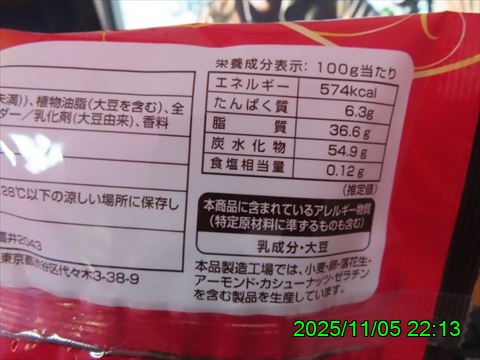 栄養成分表示:100g当たり
エネルギー 574kcal
たんぱく質 6.3g
脂質 36.6g
炭水化物 54.9g
食塩相当量 0.12g
(推定値)
未満))、植物油脂(大豆を含む)、全
ダー/乳化剤(大豆由来)、香料
28℃以下の涼しい場所に保存し
高井2043
東京都渋谷区代々木3-38-9
本商品に含まれているアレルギー物質
(特定原材料に準ずるものも含む)
乳成分・大豆
本品製造工場では、小麦・卵・落花生・
アーモンド・カシューナッツ・ゼラチン
を含む製品を生産しています。
2025/11/05 22:13